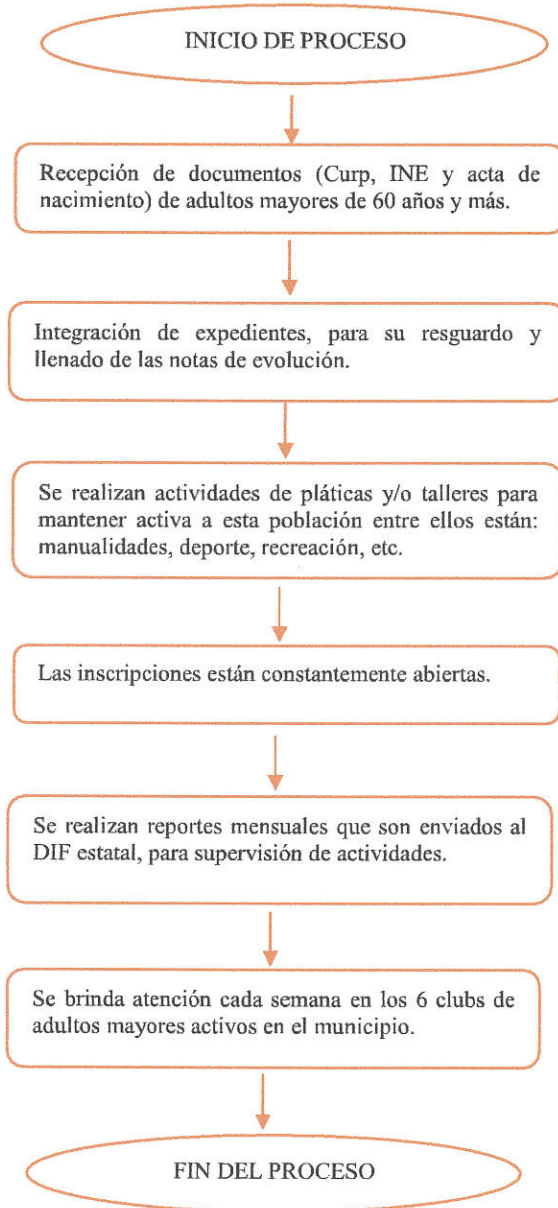 INICIO DE PROCESO
Recepción de documentos (Curp, INE y acta de
nacimiento) de adultos mayores de 60 años y más.
Integración de expedientes, para su resguardo y
llenado de las notas de evolución.
Se realizan actividades de pláticas y/o talleres para
mantener activa a esta población entre ellos están:
manualidades, deporte, recreación, etc.
Las inscripciones están constantemente abiertas.
Se realizan reportes mensuales que son enviados al
DIF estatal, para supervisión de actividades.
Se brinda atención cada semana en los 6 clubs de
adultos mayores activos en el municipio.
FIN DEL PROCESO